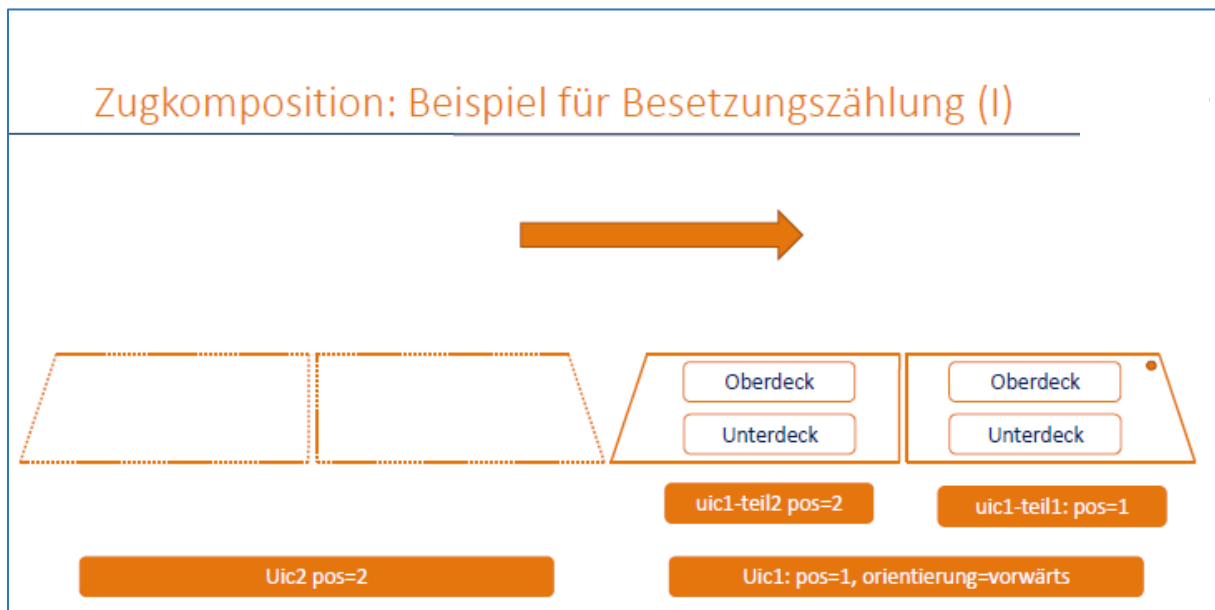 Zugkomposition: Beispiel für Besetzungszählung (I)
Oberdeck
Oberdeck
Unterdeck
Unterdeck
uic1-teil2 pos=2
uic1-teil1: pos=1
Uic2 pos=2
Uic1: pos=1, orientierung=vorwärts